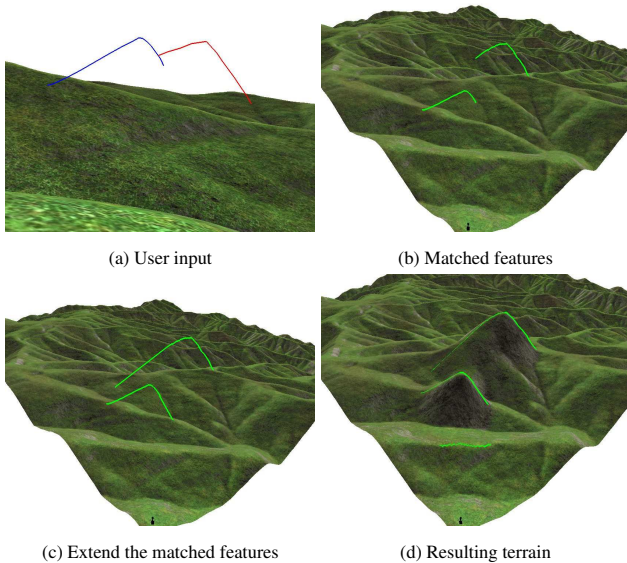 (a) User input
(b) Matched features
(c) Extend the matched features
(d) Resulting terrain